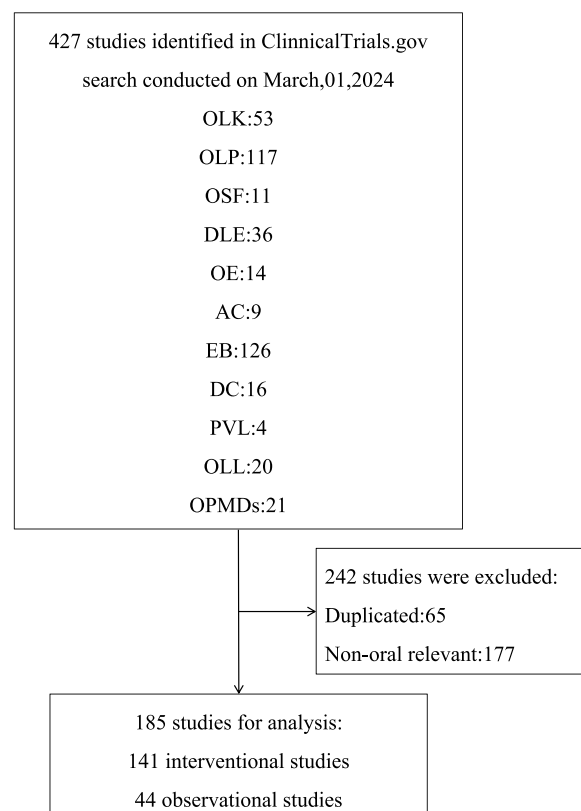 427 studies identified in ClinnicalTrials.gov
search conducted on March,01,2024
OLK:53
OLP:117
OSF:11
DLE:36
OE:14
AC:9
EB:126
DC:16
PVL:4
OLL:20
OPMDs:21
242 studies were excluded:
Duplicated:65
Non-oral relevant:177
185 studies for analysis:
141 interventional studies
44 observational studies